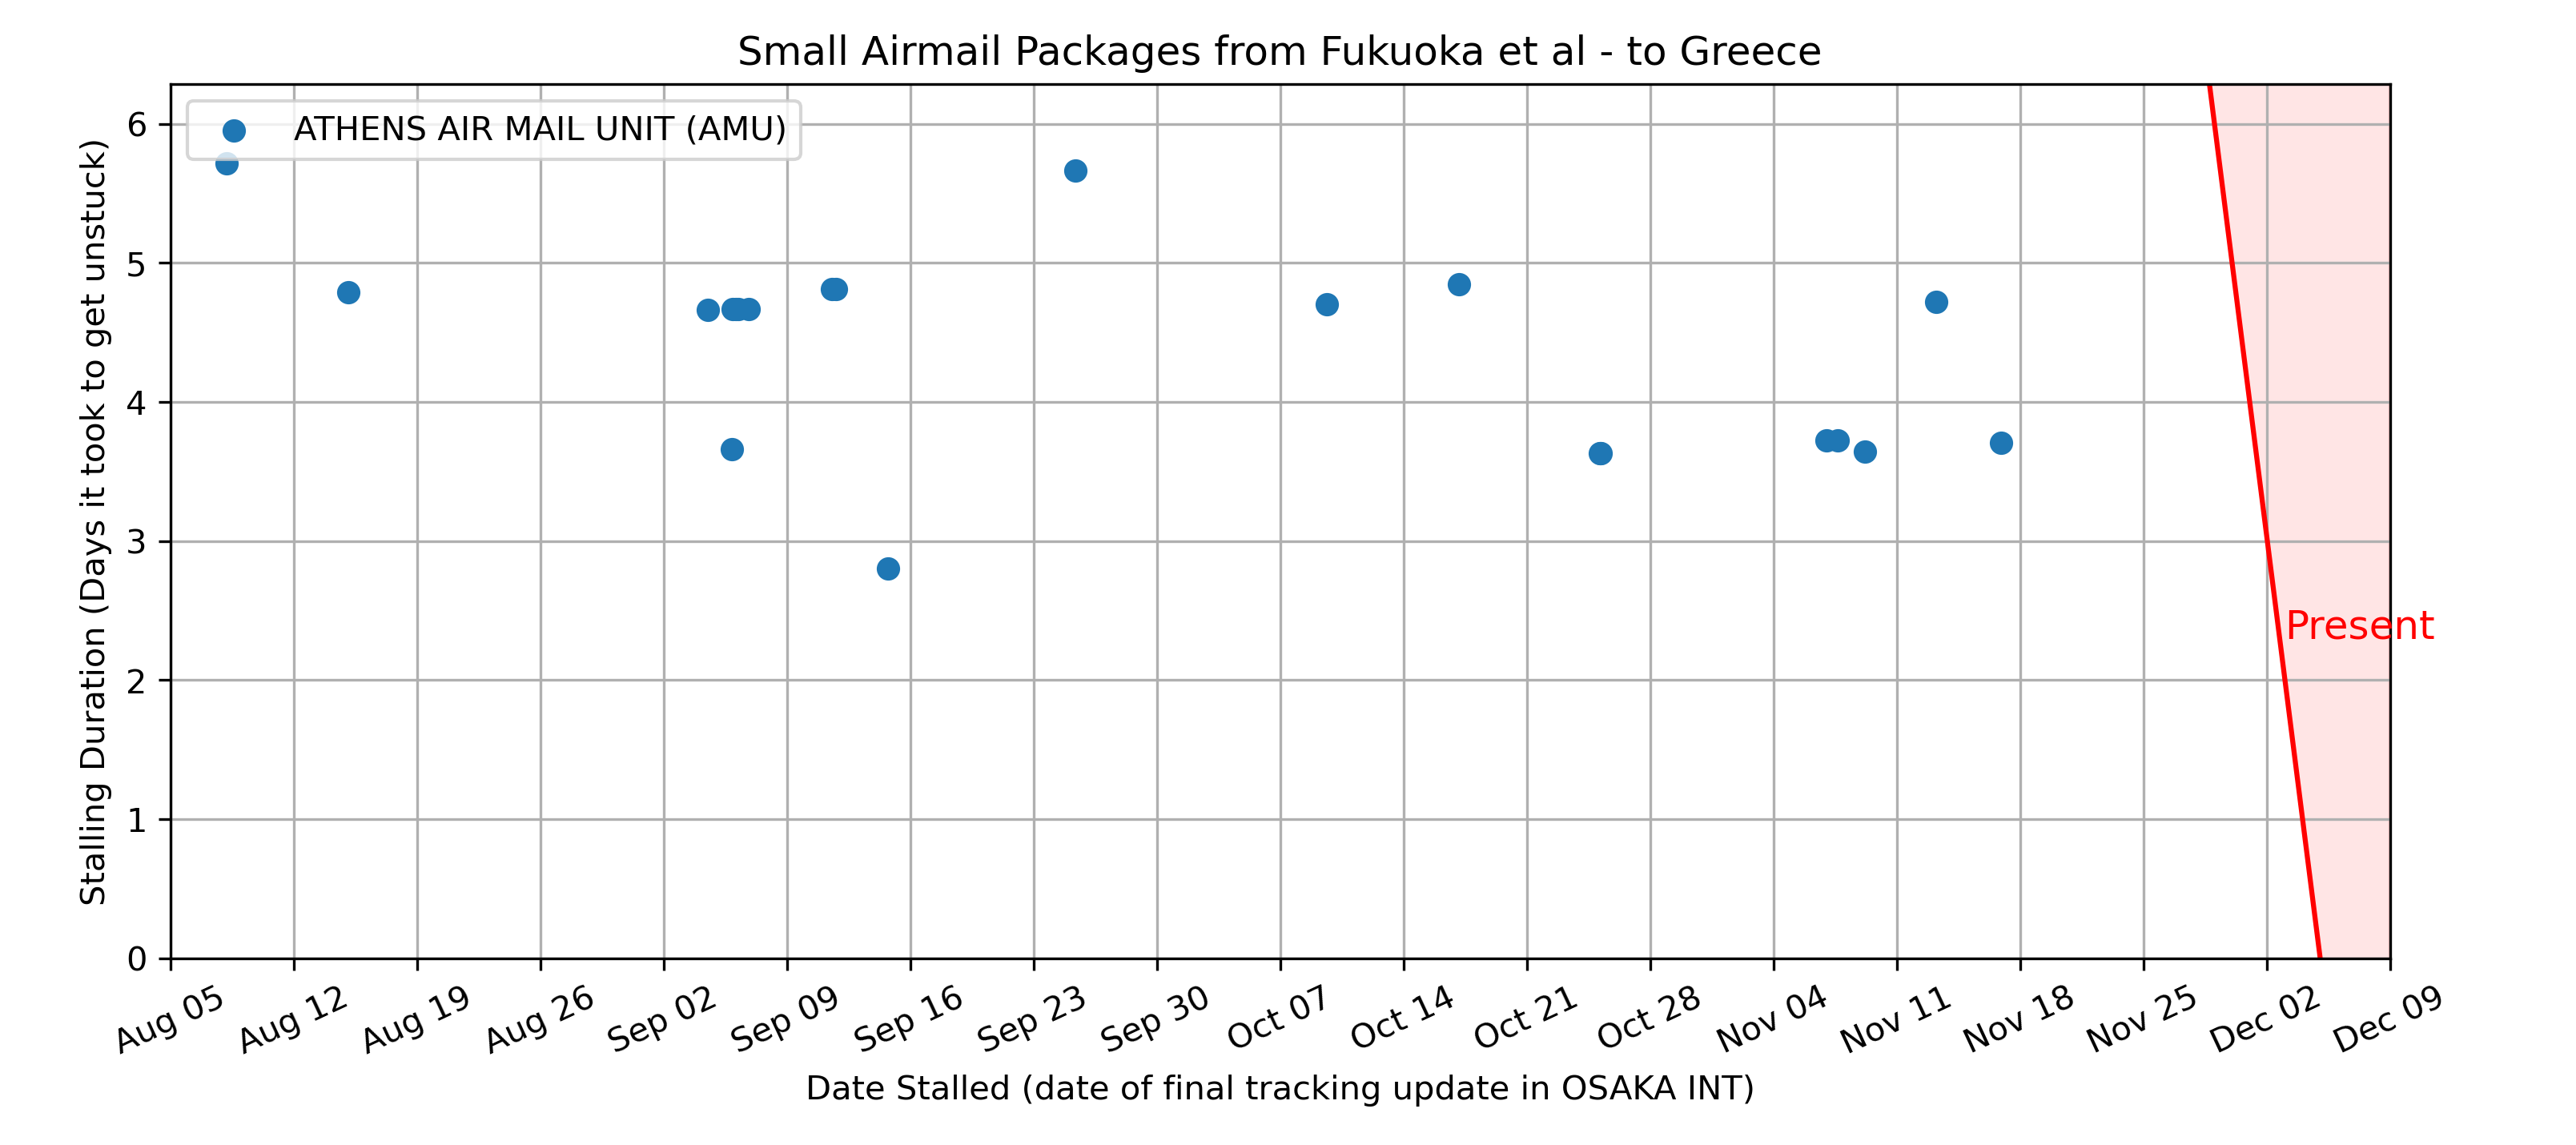 Small Airmail Packages from Fukuoka et al - to Greece
ATHENS AIR MAIL UNIT (AMU)
Stalling Duration (Days it took to get unstuck)
6
5
4
3
2
1
0
Present
Aug 05 Aug 12 Aug 19 Aug 26 Sep 02 Sep 09 Sep 16 Sep 23 Sep 30 Oct 07 Oct 14 Oct 21 Oct 28 Nov 04 Nov 11 Nov 18 Nov 25 Dec 02 Dec 09
Date Stalled (date of final tracking update in OSAKA INT)